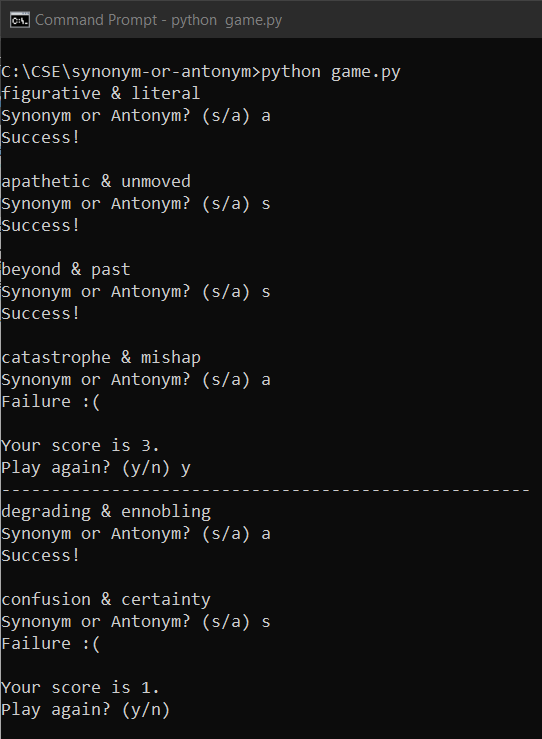 Command Prompt - python  game.py
C:\CSE\synonym-or-antonym>python game.py
figurative & literal
Synonym or Antonym? (s/a) a
Success!
apathetic & unmoved
Synonym or Antonym? (s/a) s
Success!
beyond & past
Synonym or Antonym? (s/a) s
Success!
catastrophe & mishap
Synonym or Antonym? (s/a) a
Failure :(
Your score is 3.
Play again? (y/n) y
-----------------------------------------------------
degrading & ennobling
Synonym or Antonym? (s/a) a
Success!
confusion & certainty
Synonym or Antonym? (s/a) s
Failure :(
Your score is 1.
Play again? (y/n)